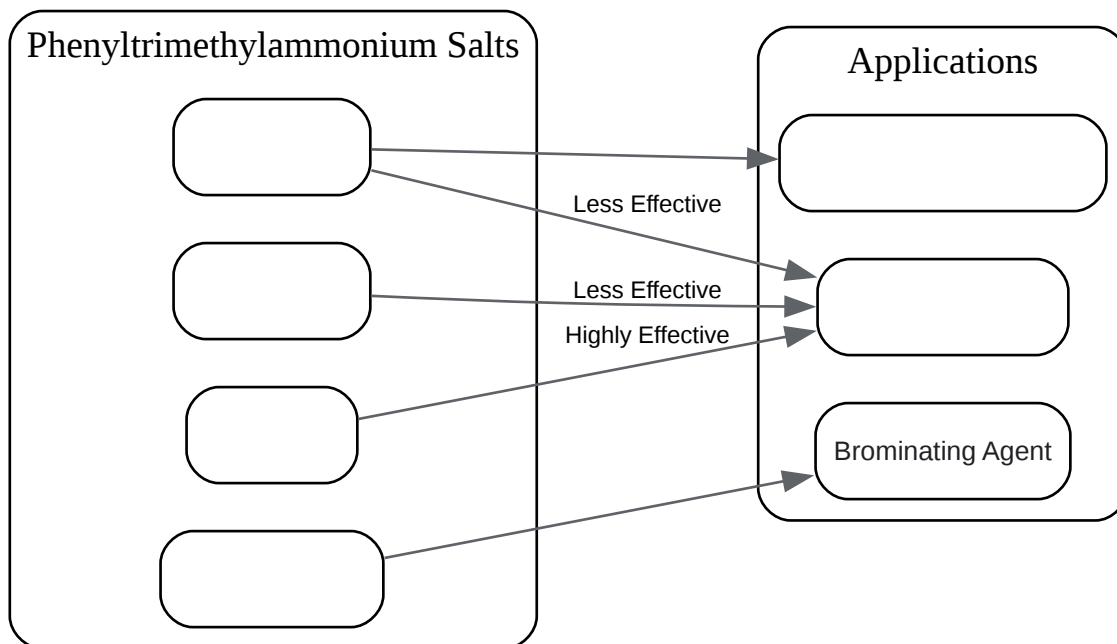 Phenyltrimethylammonium Salts
Applications
Less Effective
Less Effective
Highly Effective
Brominating Agent